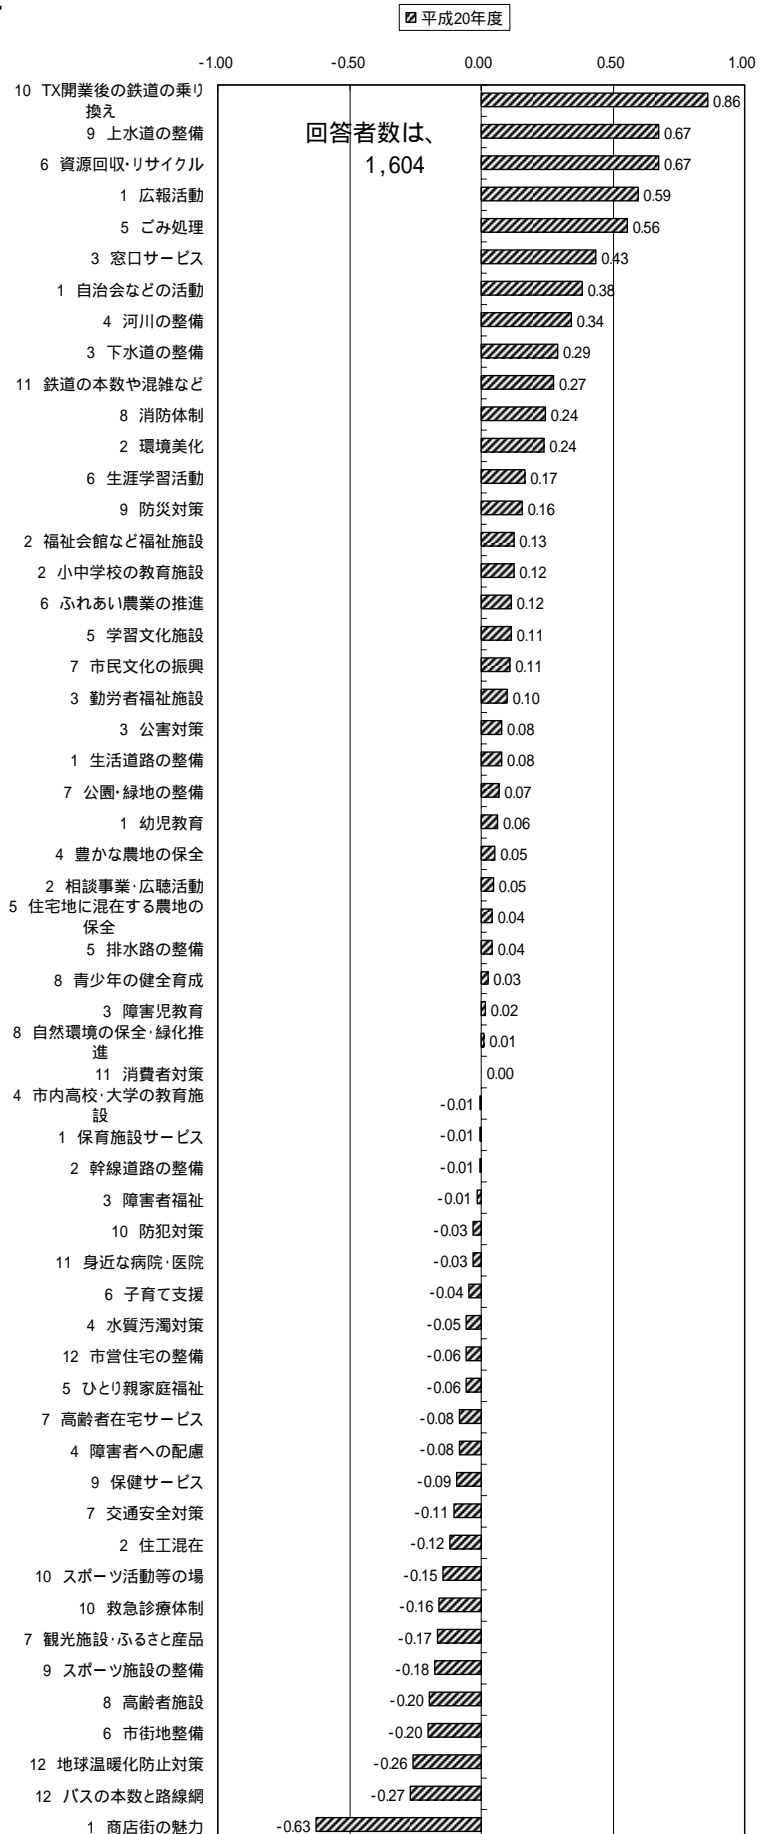 平成20年度
-1.00 -0.50 0.00 0.50 1.00
回答者数は、
1,604
10 TX開業後の鉄道の乗り
換え 0.86
9 上水道の整備 0.67
6 資源回収・リサイクル 0.67
1 広報活動 0.59
5 ごみ処理 0.56
3 窓口サービス 0.43
1 自治会などの活動 0.38
4 河川の整備 0.34
3 下水道の整備 0.29
11 鉄道の本数や混雑など 0.27
8 消防体制 0.24
2 環境美化 0.24
6 生涯学習活動 0.17
9 防災対策 0.16
2 福祉会館など福祉施設 0.13
2 小中学校の教育施設 0.12
6 ふれあい農業の推進 0.12
5 学習文化施設 0.11
7 市民文化の振興 0.11
3 勤労者福祉施設 0.10
3 公害対策 0.08
1 生活道路の整備 0.08
7 公園・緑地の整備 0.07
1 幼児教育 0.06
4 豊かな農地の保全 0.05
2 相談事業・広聴活動 0.05
5 住宅地に混在する農地の
保全 0.04
5 排水路の整備 0.04
8 青少年の健全育成 0.03
3 障害児教育 0.02
8 自然環境の保全・緑化推
進 0.01
11 消費者対策 0.00
4 市内高校・大学の教育施
設 -0.01
1 保育施設サービス -0.01
2 幹線道路の整備 -0.01
3 障害者福祉 -0.01
10 防犯対策 -0.03
11 身近な病院・医院 -0.03
6 子育て支援 -0.04
4 水質汚濁対策 -0.05
12 市営住宅の整備 -0.06
5 ひとり親家庭福祉 -0.06
7 高齢者在宅サービス -0.08
4 障害者への配慮 -0.08
9 保健サービス -0.09
7 交通安全対策 -0.11
2 住工混在 -0.12
10 スポーツ活動等の場 -0.15
10 救急診療体制 -0.16
7 観光施設・ふるさと産品 -0.17
9 スポーツ施設の整備 -0.18
8 高齢者施設 -0.20
6 市街地整備 -0.20
12 地球温暖化防止対策 -0.26
12 バスの本数と路線網 -0.27
1 商店街の魅力 -0.63